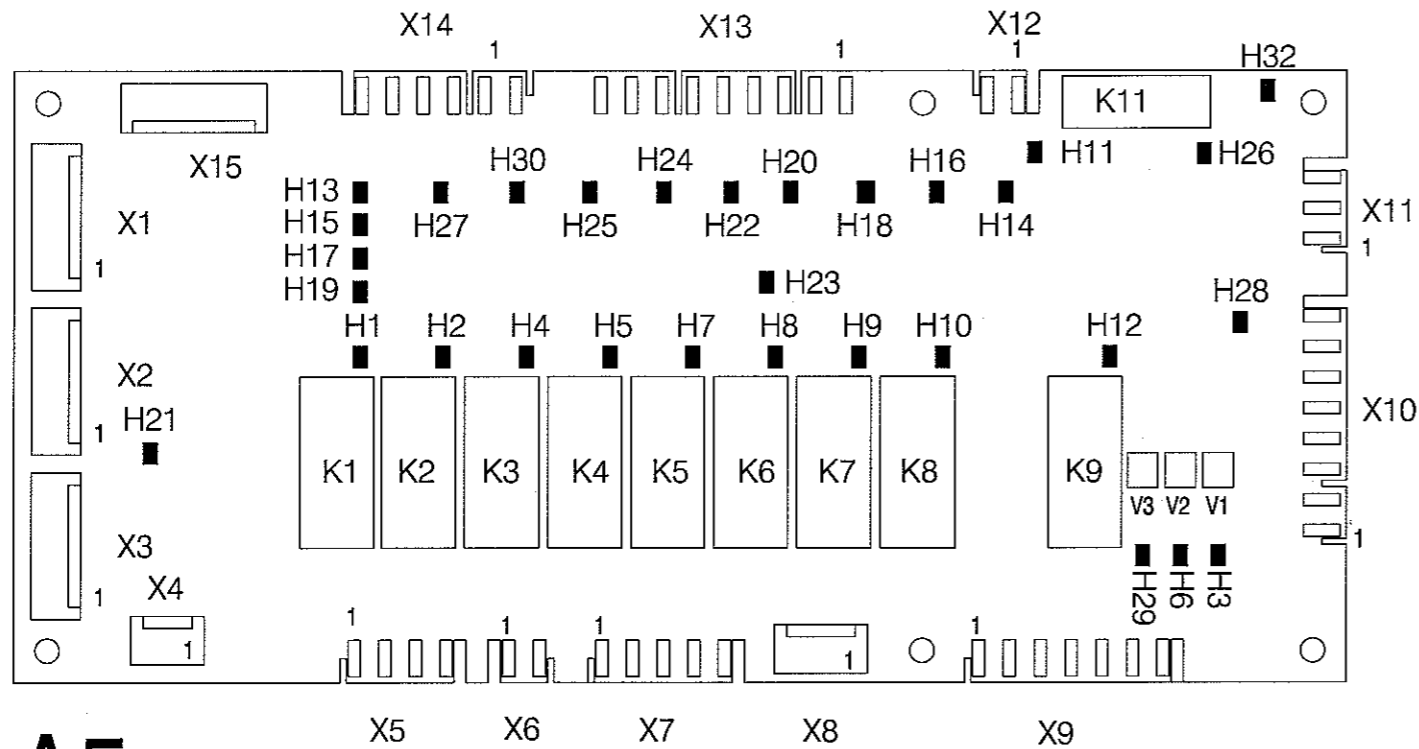 X14 X13 X12
1 1 1
H32
K11
X15 H30 H24 H20 H16 H11 H26
H13
X1 H15 H27 H25 H22 H18 H14 X11
1 H17 1
H19 H23
H28
H1 H2 H4 H5 H7 H8 H9 H10 H12
X2
H21 1 X10
K1 K2 K3 K4 K5 K6 K7 K8 K9
V3 V2 V1
X3 1
1 X4 H29 H6 H3
1 1 1 1 1 1
X5 X6 X7 X8 X9